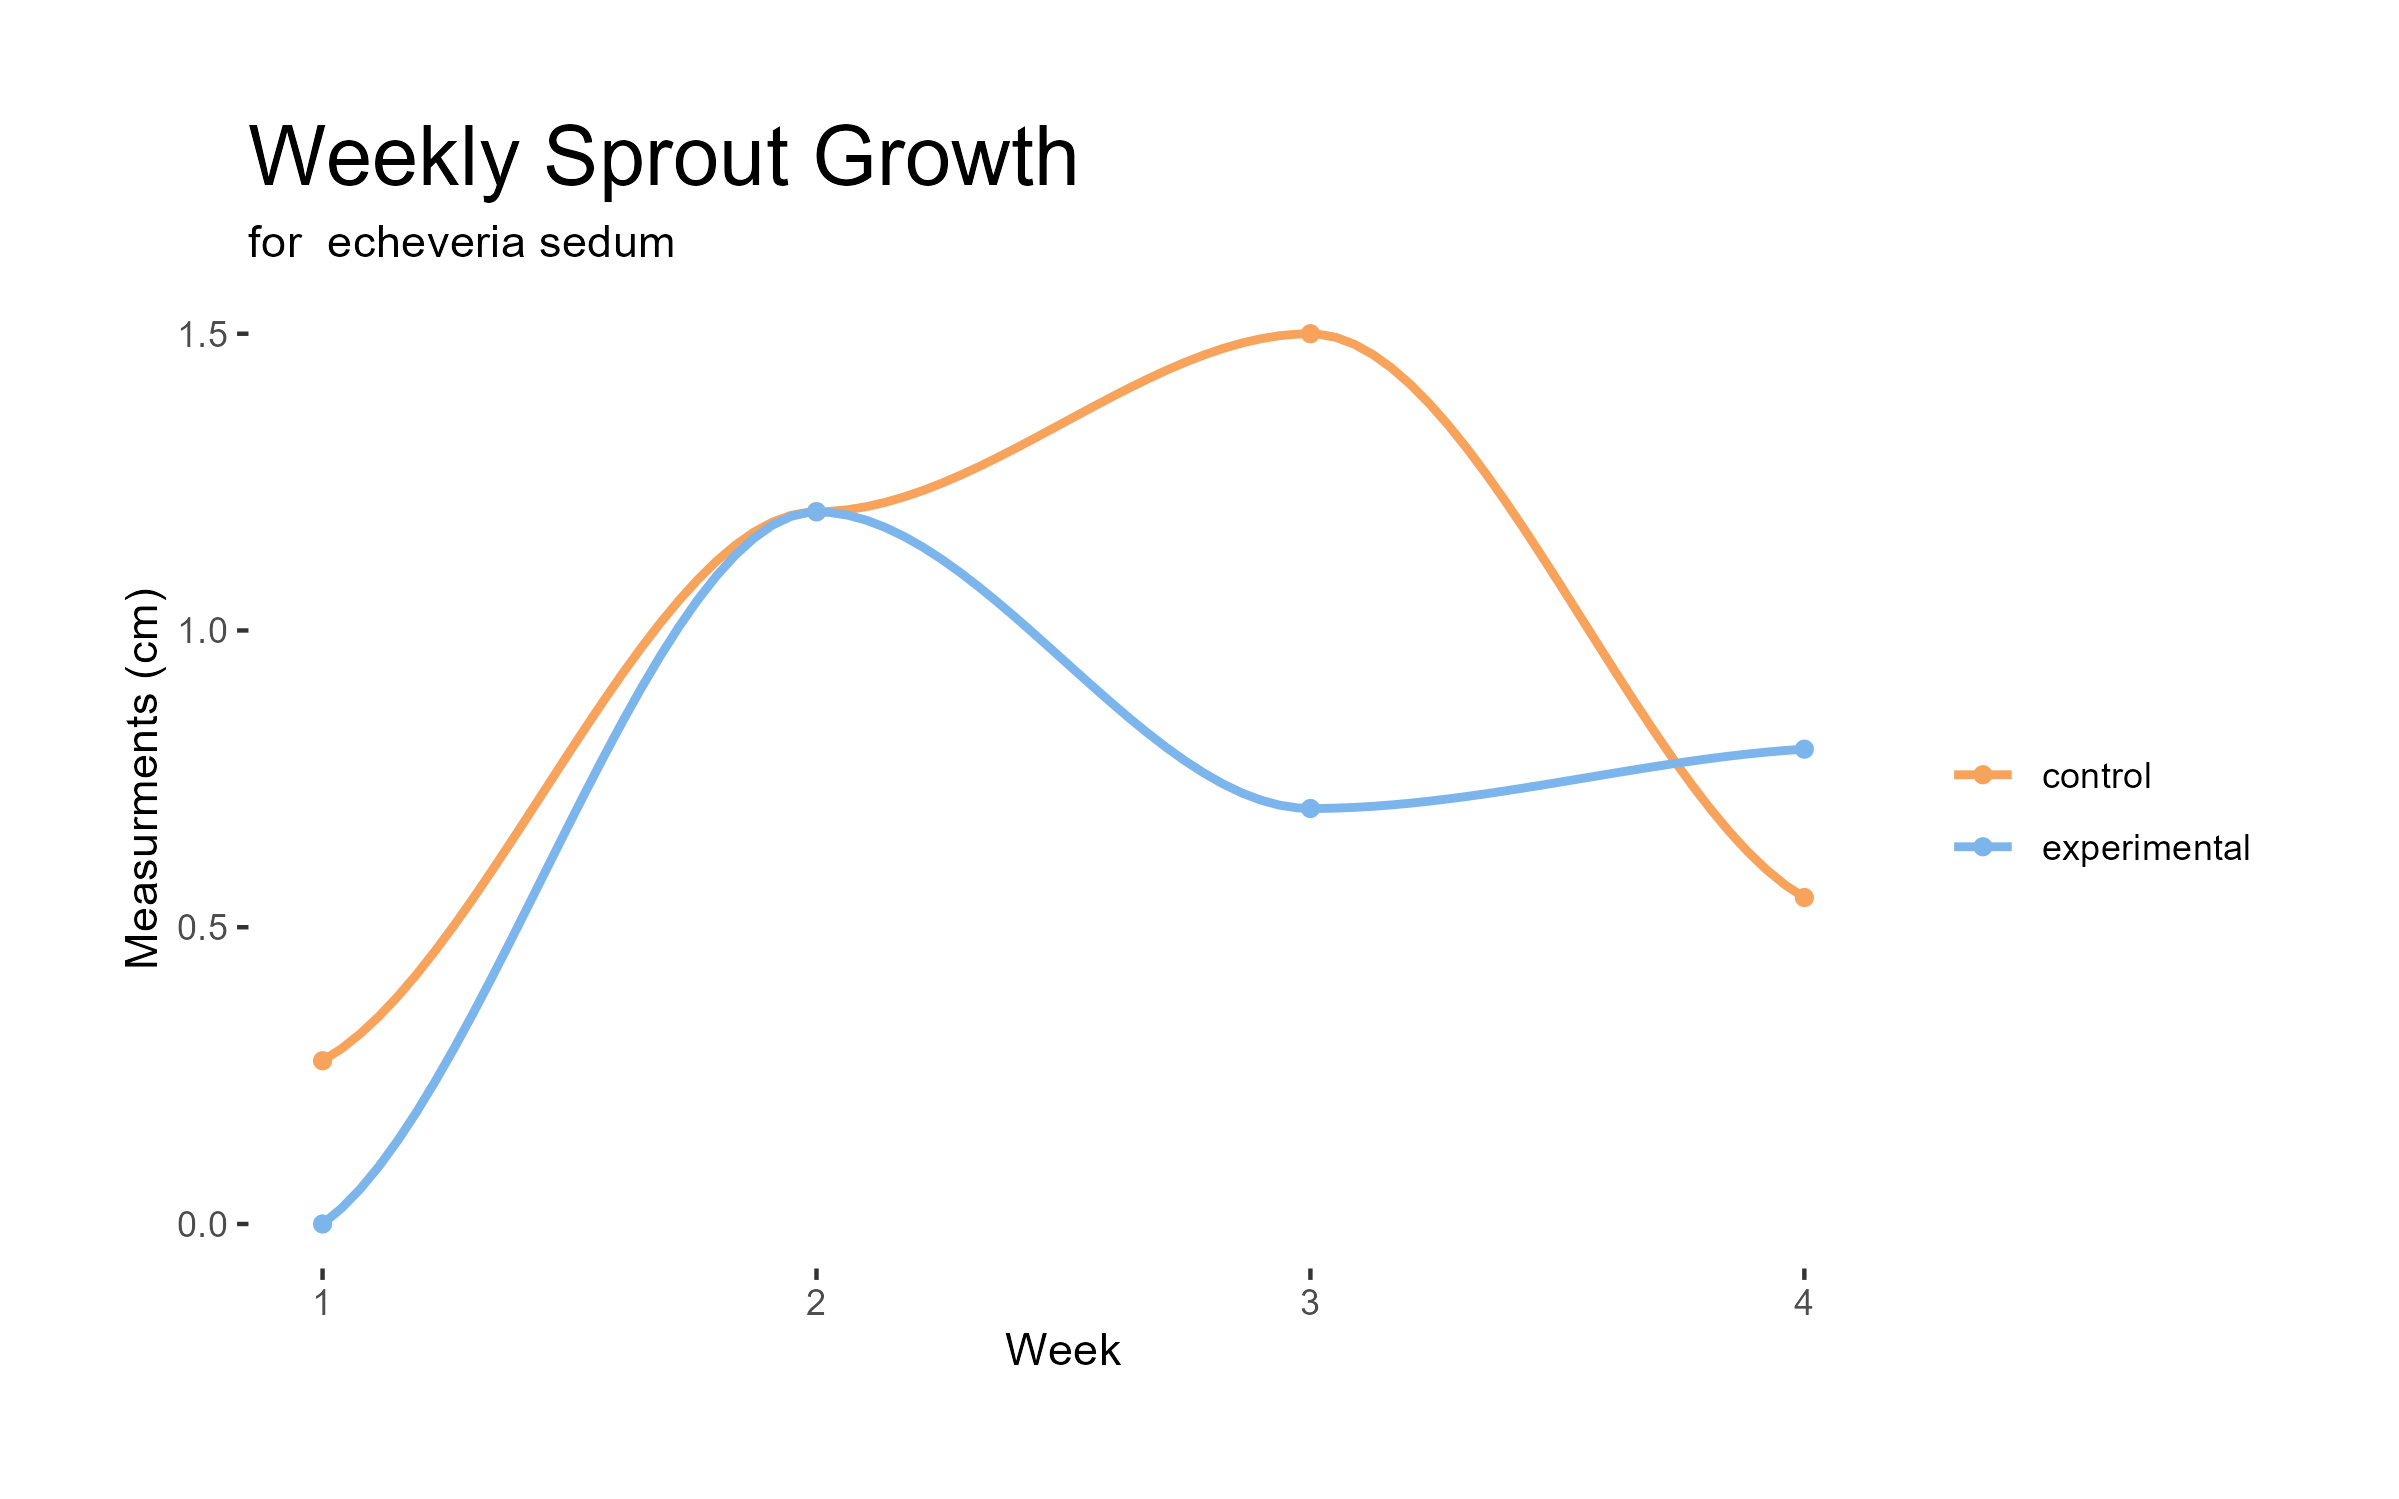 Weekly Sprout Growth
for  echeveria sedum
1.5
1.0
0.5
0.0
Measurments (cm)
1
2
3
4
Week
control
experimental